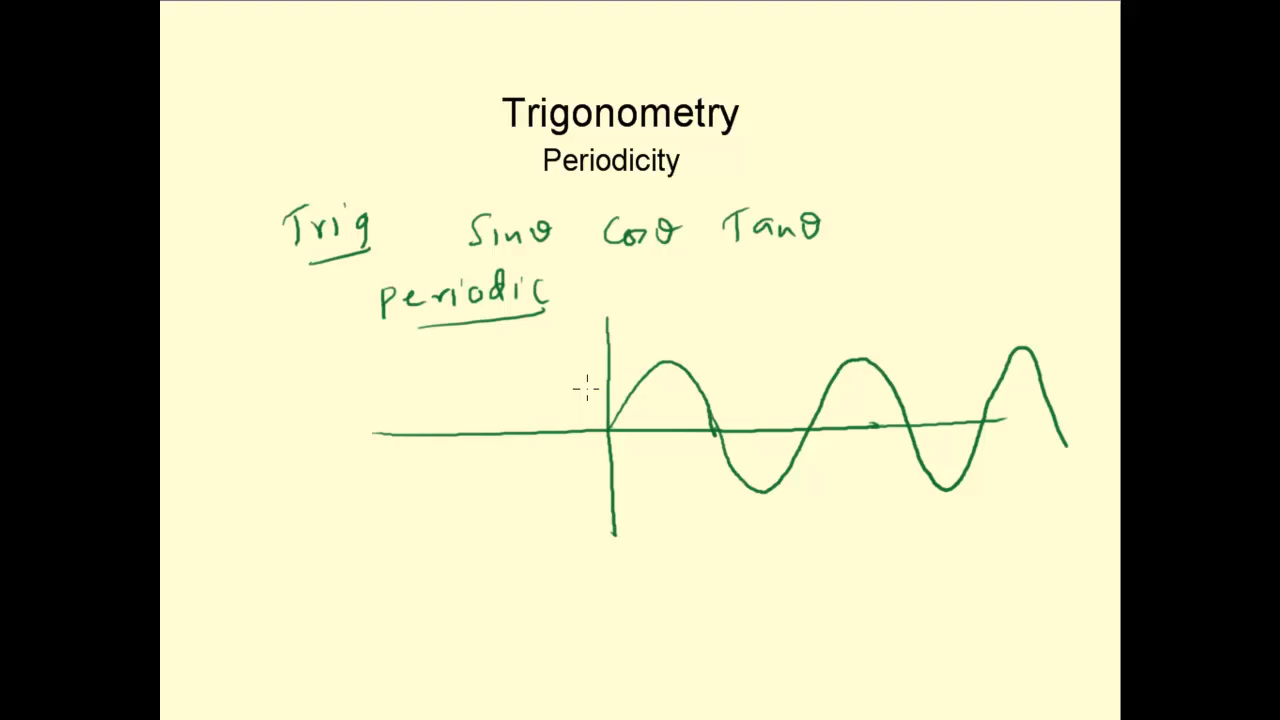 Trigonometry
Periodicity
Trig Sinθ Cosθ Tanθ
Periodic